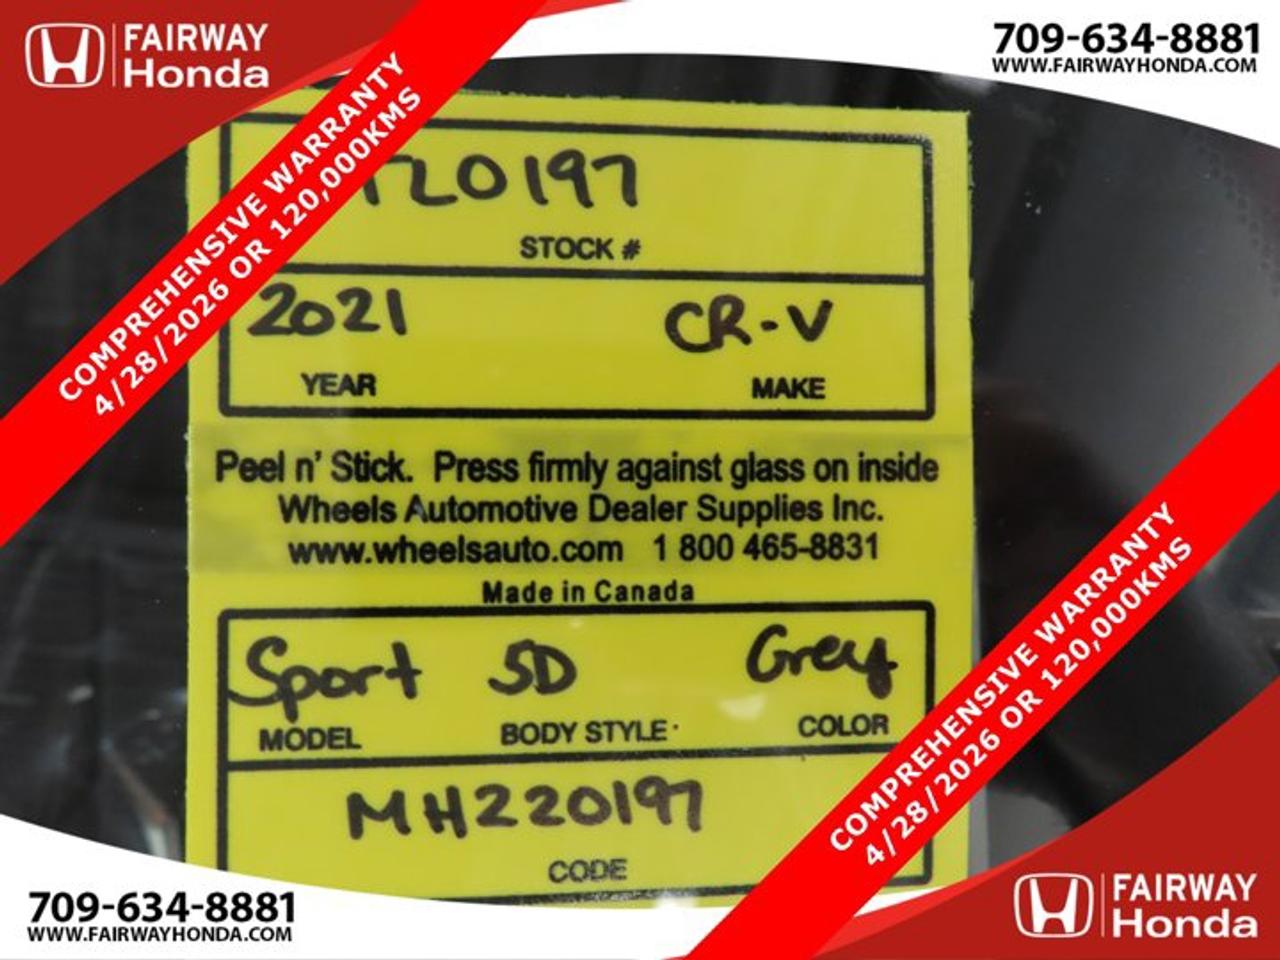 FAIRWAY
Honda
709-634-8881
WWW.FAIRWAYHONDA.COM
COMPREHENSIVE WARRANTY
4/28/2026 OR 120,000KMS
STOCK #
2021 CR-V
YEAR MAKE
Peel n' Stick. Press firmly against glass on inside
Wheels Automotive Dealer Supplies Inc.
www.wheelsauto.com 1 800 465-8831
Made in Canada
Sport 5D Grey
MODEL BODY STYLE COLOR
MH220197
CODE
COMPREHENSIVE WARRANTY
4/28/2026 OR 120,000KMS
709-634-8881
WWW.FAIRWAYHONDA.COM
FAIRWAY
Honda